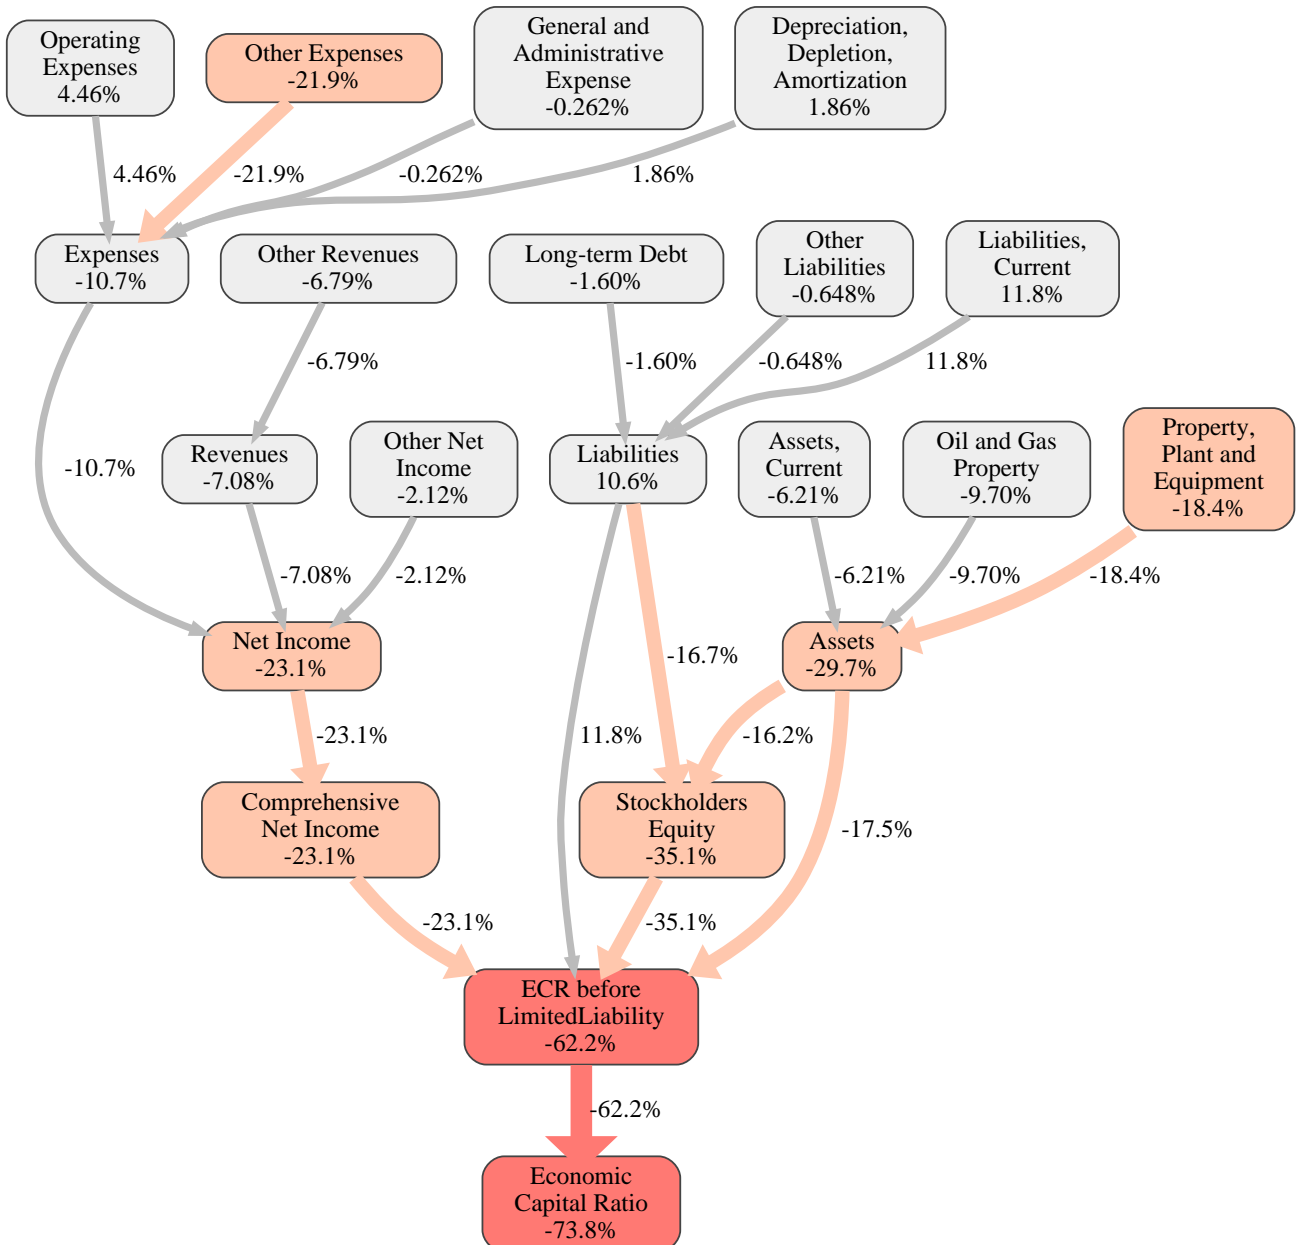 Operating
Expenses
4.46%
Other Expenses
-21.9%
General and
Administrative
Expense
-0.262%
Depreciation,
Depletion,
Amortization
1.86%
4.46%
-21.9%
-0.262%
1.86%
Expenses
-10.7%
Other Revenues
-6.79%
Long-term Debt
-1.60%
Other
Liabilities
-0.648%
Liabilities,
Current
11.8%
-6.79%
-1.60%
-0.648%
11.8%
-10.7%
Revenues
-7.08%
Other Net
Income
-2.12%
Liabilities
10.6%
Assets,
Current
-6.21%
Oil and Gas
Property
-9.70%
Property,
Plant and
Equipment
-18.4%
-7.08%
-2.12%
-6.21%
-9.70%
-18.4%
Net Income
-23.1%
-16.7%
Assets
-29.7%
-23.1%
11.8%
-16.2%
-17.5%
Comprehensive
Net Income
-23.1%
Stockholders
Equity
-35.1%
-23.1%
-35.1%
ECR before
LimitedLiability
-62.2%
-62.2%
Economic
Capital Ratio
-73.8%